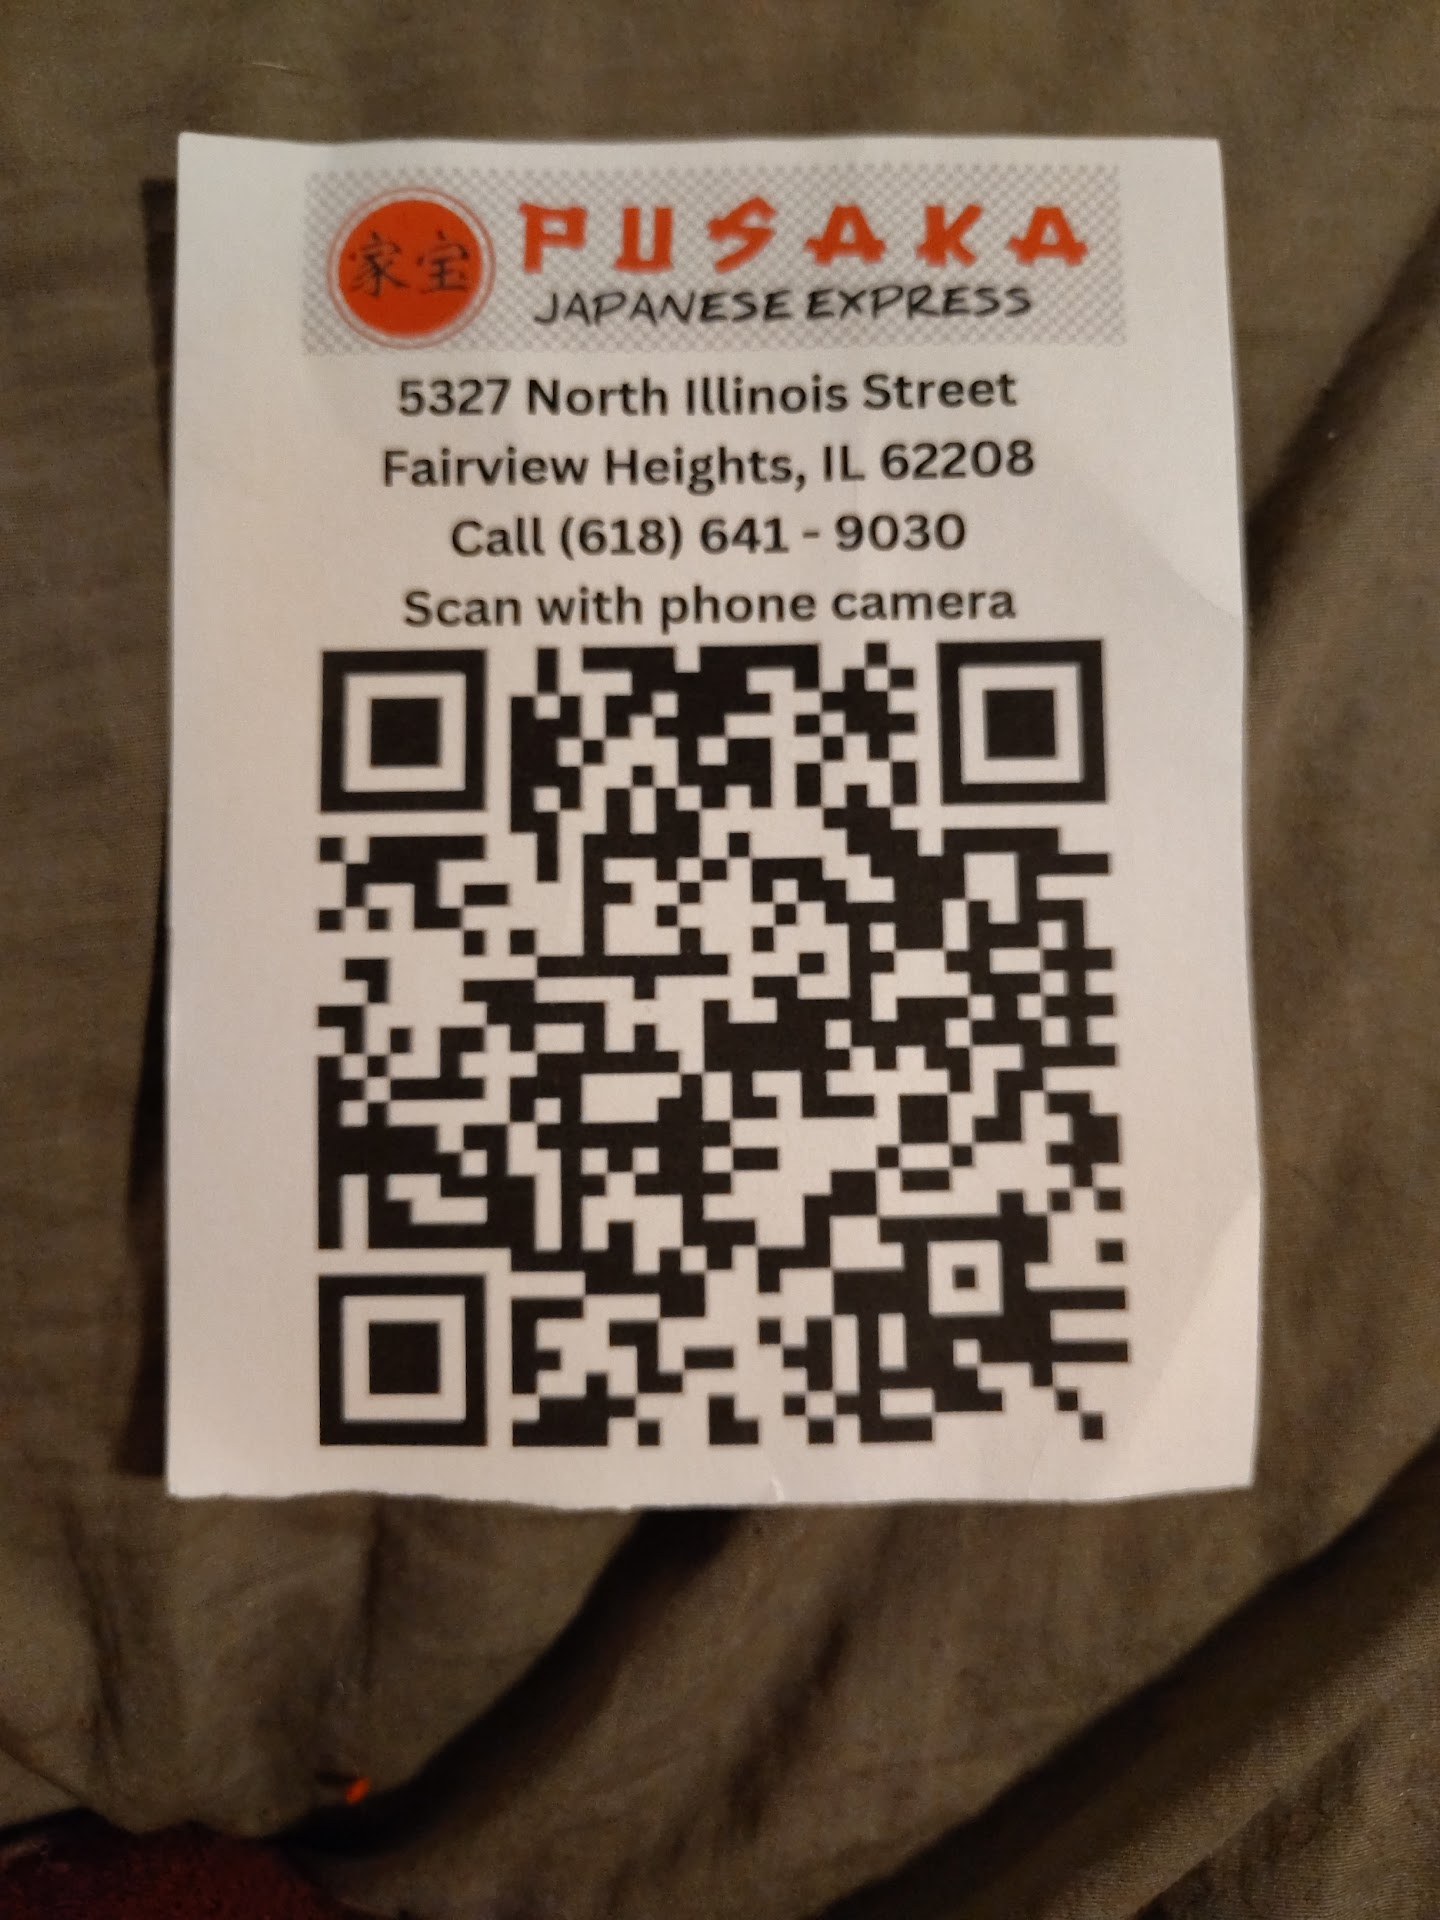 家宝 PUSAKA
JAPANESE EXPRESS
5327 North Illinois Street
Fairview Heights, IL 62208
Call (618) 641 - 9030
Scan with phone camera